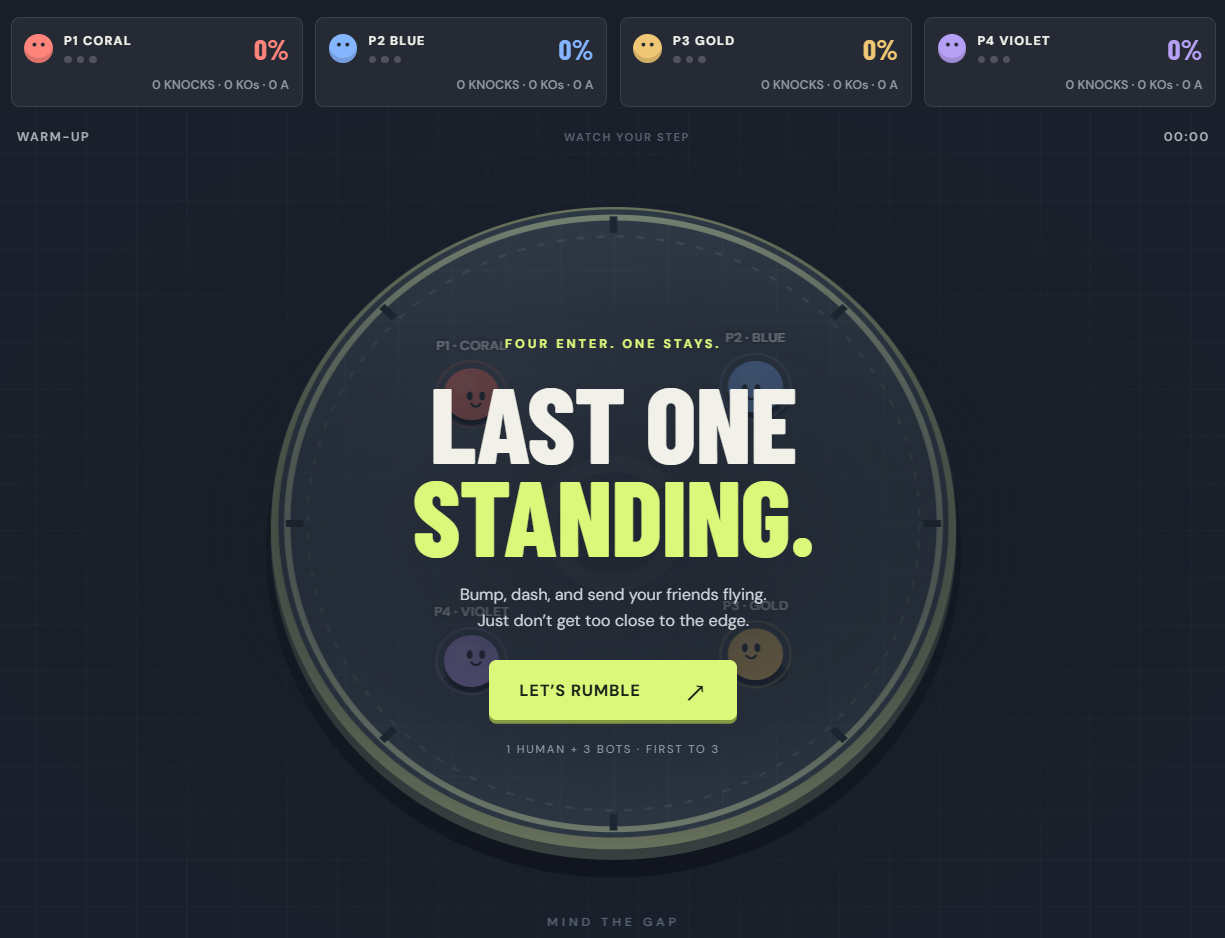 P1 CORAL
0%
0 KNOCKS · 0 KOs · 0 A
P2 BLUE
0%
0 KNOCKS · 0 KOs · 0 A
P3 GOLD
0%
0 KNOCKS · 0 KOs · 0 A
P4 VIOLET
0%
0 KNOCKS · 0 KOs · 0 A
WARM-UP
WATCH YOUR STEP
00:00
P1 · CORAL
P2 · BLUE
FOUR ENTER. ONE STAYS.
LAST ONE
STANDING.
Bump, dash, and send your friends flying.
Just don’t get too close to the edge.
P4 · VIOLET
P3 · GOLD
LET’S RUMBLE ↗
1 HUMAN + 3 BOTS · FIRST TO 3
MIND THE GAP